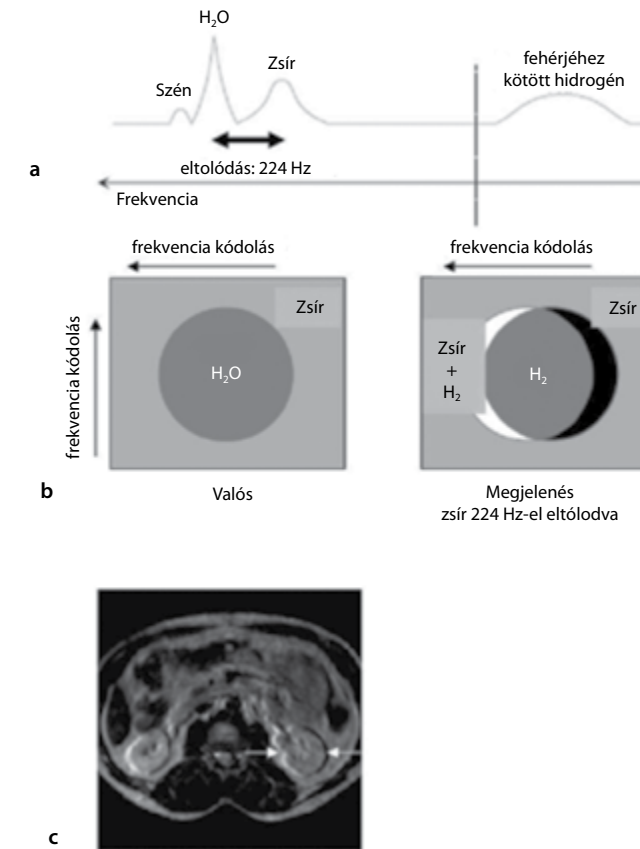 H₂O
Szén
Zsír
fehérjéhez
kötött hidrogén
eltolódás: 224 Hz
a
Frekvencia
frekvencia kódolás
frekvencia kódolás
frekvencia kódolás
Zsír
H₂O
Zsír
Zsír
+
H₂
H₂
b
Valós
Megjelenés
zsír 224 Hz-el eltólodva
c